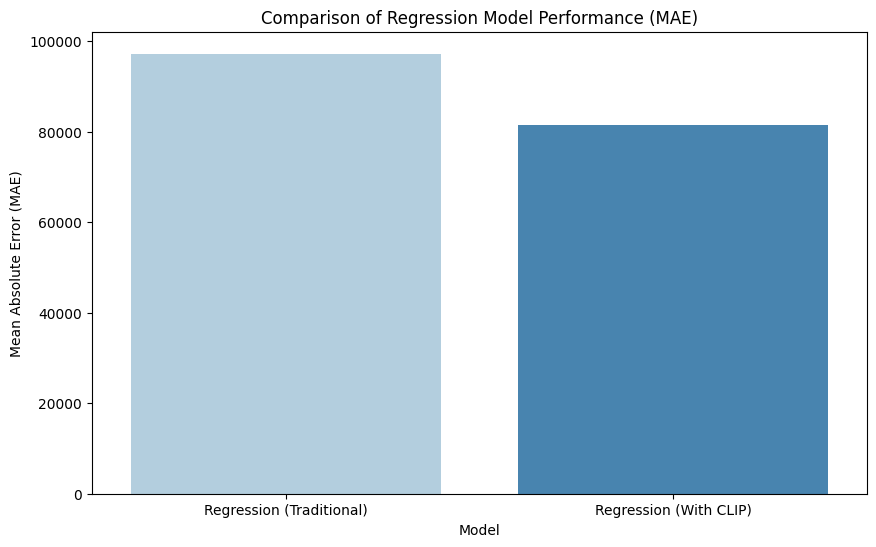 Comparison of Regression Model Performance (MAE)
Mean Absolute Error (MAE)
100000
80000
60000
40000
20000
0
Regression (Traditional)
Regression (With CLIP)
Model